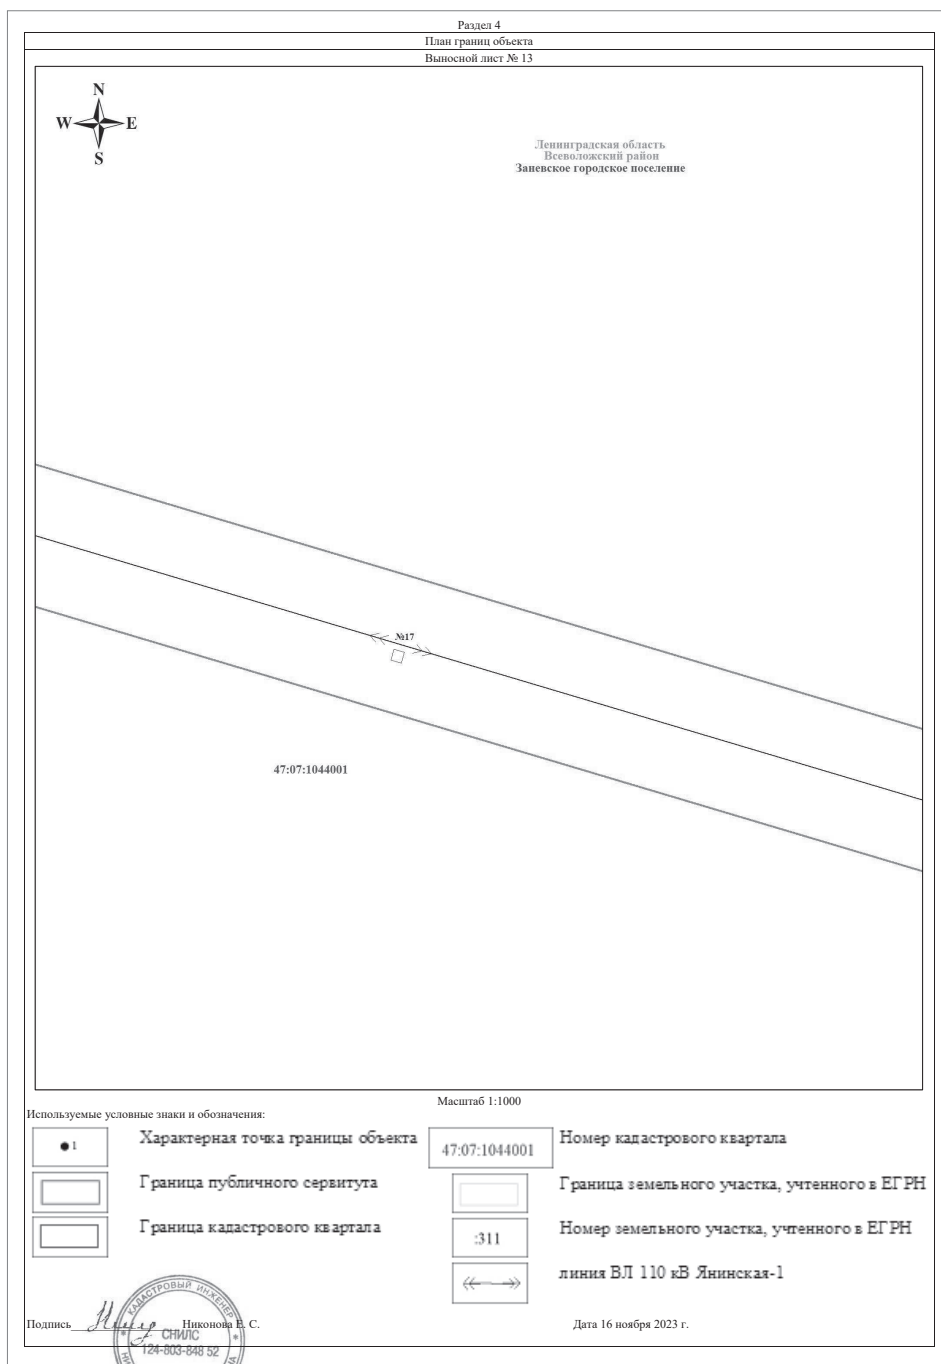 Раздел 4
План границ объекта
Выносной лист № 13
N
W E
S
Ленинградская область
Всеволожский район
Заневское городское поселение
№17
47:07:1044001
Масштаб 1:1000
Используемые условные знаки и обозначения:
1 Характерная точка границы объекта
47:07:1044001 Номер кадастрового квартала
Граница публичного сервитута
Граница земельного участка, учтенного в ЕГРН
Граница кадастрового квартала
:311 Номер земельного участка, учтенного в ЕГРН
линия ВЛ 110 кВ Янинская-1
КАДАСТРОВЫЙ ИНЖЕНЕР
Подпись Никонова Е. С. Дата 16 ноября 2023 г.
СНИЛС
124-803-848 52